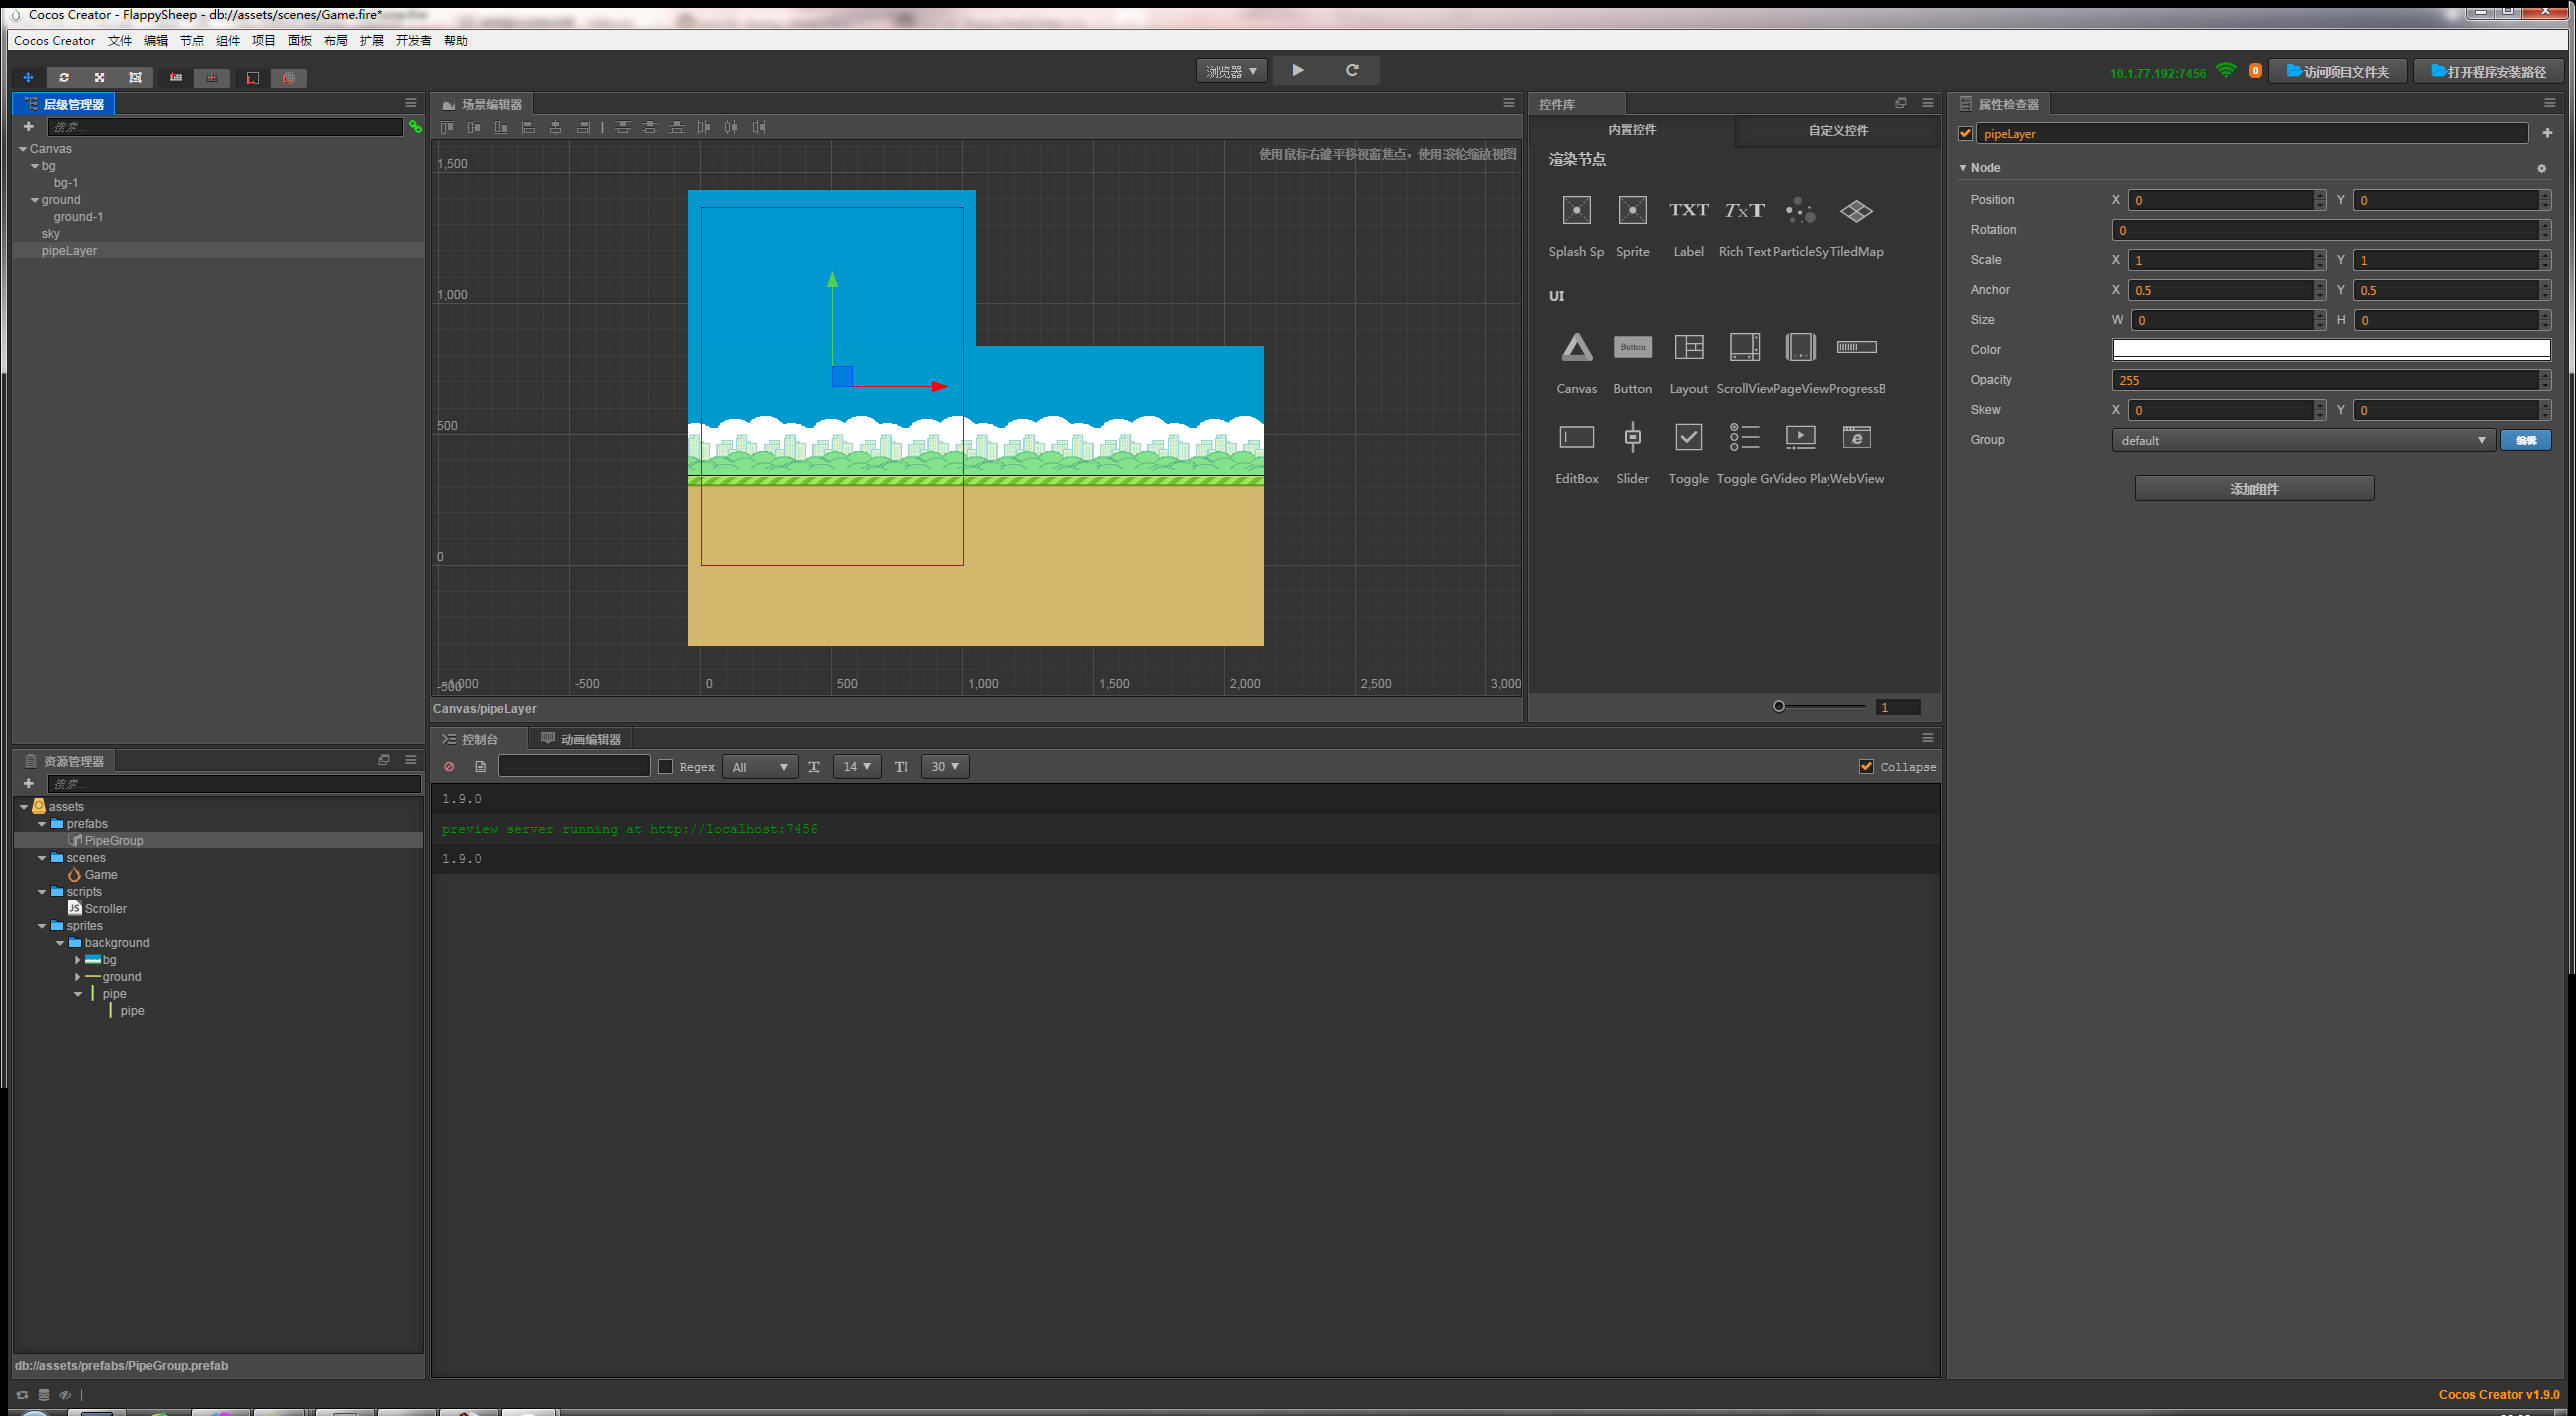 Cocos Creator - FlappySheep - db://assets/scenes/Game.fire*
Cocos Creator 文件 编辑 节点 组件 项目 面板 布局 扩展 开发者 帮助
浏览器
10.1.77.192:7456
0
访问项目文件夹
打开程序安装路径
层级管理器
搜索...
Canvas
bg
bg-1
ground
ground-1
sky
pipeLayer
场景编辑器
使用鼠标右键平移视窗焦点，使用滚轮缩放视图
1,500
1,000
500
0
-500
-1,000
-500
0
500
1,000
1,500
2,000
2,500
3,000
Canvas/pipeLayer
控件库
内置控件
自定义控件
渲染节点
TXT
TXT
Splash Sp
Sprite
Label
Rich Text
ParticleSy
TiledMap
UI
Button
Canvas
Button
Layout
ScrollView
PageView
ProgressB
EditBox
Slider
Toggle
Toggle Gr
Video Play
WebView
1
属性检查器
pipeLayer
Node
Position X 0 Y 0
Rotation 0
Scale X 1 Y 1
Anchor X 0.5 Y 0.5
Size W 0 H 0
Color
Opacity 255
Skew X 0 Y 0
Group default 编辑
添加组件
资源管理器
搜索...
assets
prefabs
PipeGroup
scenes
Game
scripts
JS Scroller
sprites
background
bg
ground
pipe
pipe
db://assets/prefabs/PipeGroup.prefab
控制台
动画编辑器
Regex
All
14
30
Collapse
1.9.0
preview server running at http://localhost:7456
1.9.0
Cocos Creator v1.9.0